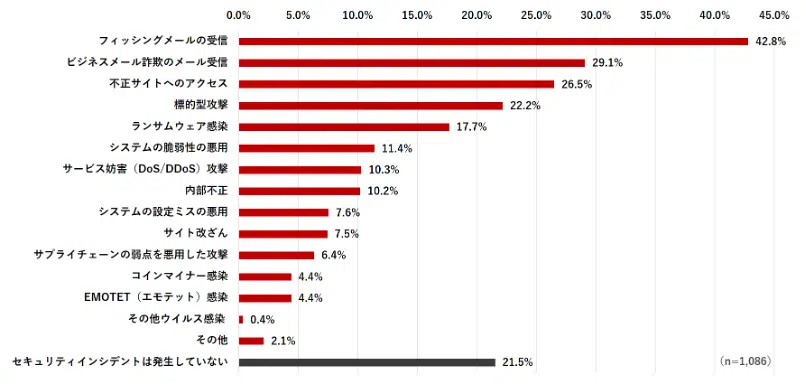 0.0% 5.0% 10.0% 15.0% 20.0% 25.0% 30.0% 35.0% 40.0% 45.0%
フィッシングメールの受信 42.8%
ビジネスメール詐欺のメール受信 29.1%
不正サイトへのアクセス 26.5%
標的型攻撃 22.2%
ランサムウェア感染 17.7%
システムの脆弱性の悪用 11.4%
サービス妨害（DoS/DDoS）攻撃 10.3%
内部不正 10.2%
システムの設定ミスの悪用 7.6%
サイト改ざん 7.5%
サプライチェーンの弱点を悪用した攻撃 6.4%
コインマイナー感染 4.4%
EMOTET（エモテット）感染 4.4%
その他ウイルス感染 0.4%
その他 2.1%
セキュリティインシデントは発生していない 21.5%
（n=1,086）